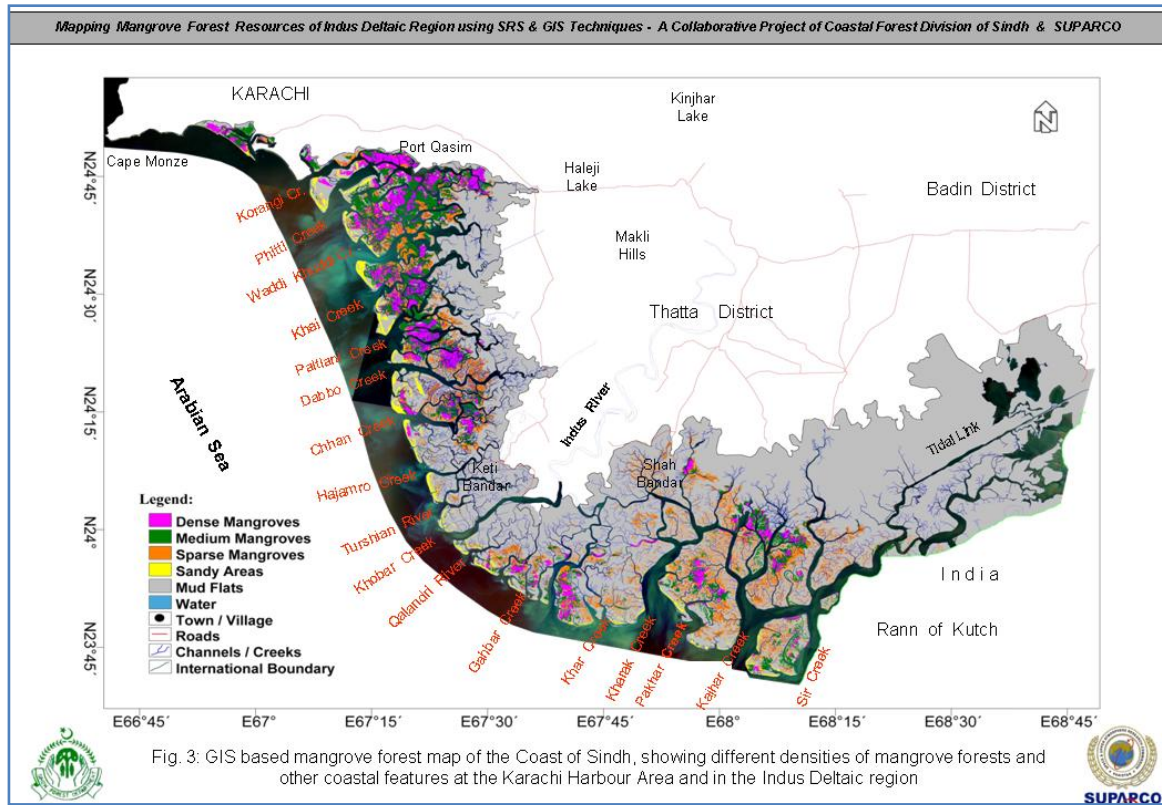 Mapping Mangrove Forest Resources of Indus Deltaic Region using SRS & GIS Techniques - A Collaborative Project of Coastal Forest Division of Sindh & SUPARCO
KARACHI
Kinjhar
Lake
N
Cape Monze
Port Qasim
Haleji
Lake
Badin District
N24°45´
Korangi Cr.
Phitti Creek
Makli
Hills
N24°30´
Khai Creek
Thatta District
Paitiani Creek
Dabbo Creek
Arabian Sea
Indus River
N24°15´
Chhan Creek
Tidal Link
Hajamro Creek
Keti
Bandar
Shah
Bandar
Turshian River
N24°
Khobar Creek
Qalandri River
India
Gahbar Creek
Khar Creek
Kharak Creek
Pakhar Creek
Kajhar Creek
Sir Creek
Rann of Kutch
N23°45´
Legend:
Dense Mangroves
Medium Mangroves
Sparse Mangroves
Sandy Areas
Mud Flats
Water
Town / Village
Roads
Channels / Creeks
International Boundary
E66°45´ E67° E67°15´ E67°30´ E67°45´ E68° E68°15´ E68°30´ E68°45´
Fig. 3: GIS based mangrove forest map of the Coast of Sindh, showing different densities of mangrove forests and
other coastal features at the Karachi Harbour Area and in the Indus Deltaic region
SUPARCO